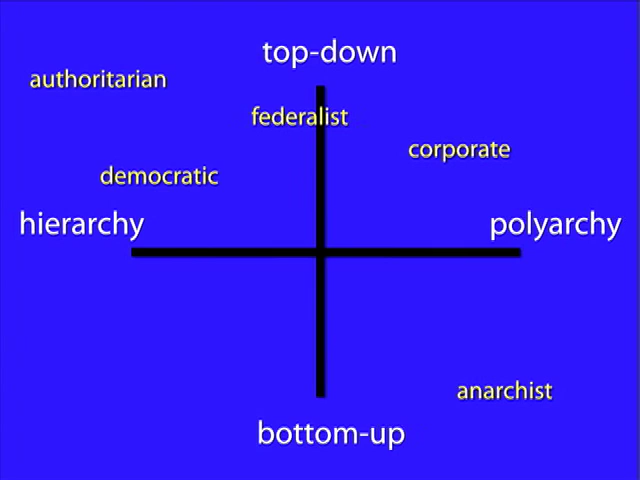 top-down
authoritarian
federalist
corporate
democratic
hierarchy
polyarchy
anarchist
bottom-up